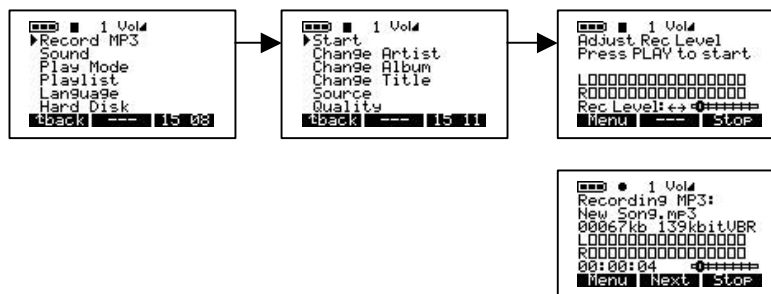 1 Vol
Record MP3
Sound
Play Mode
Playlist
Language
Hard Disk
back --- 15 08
1 Vol
Start
Change Artist
Change Album
Change Title
Source
Quality
back --- 15 11
1 Vol
Adjust Rec Level
Press PLAY to start
L
R
Rec Level:↔
Menu --- Stop
1 Vol
Recording MP3:
New Song.mp3
00067kb 139kbitVBR
L
R
00:00:04
Menu Next Stop